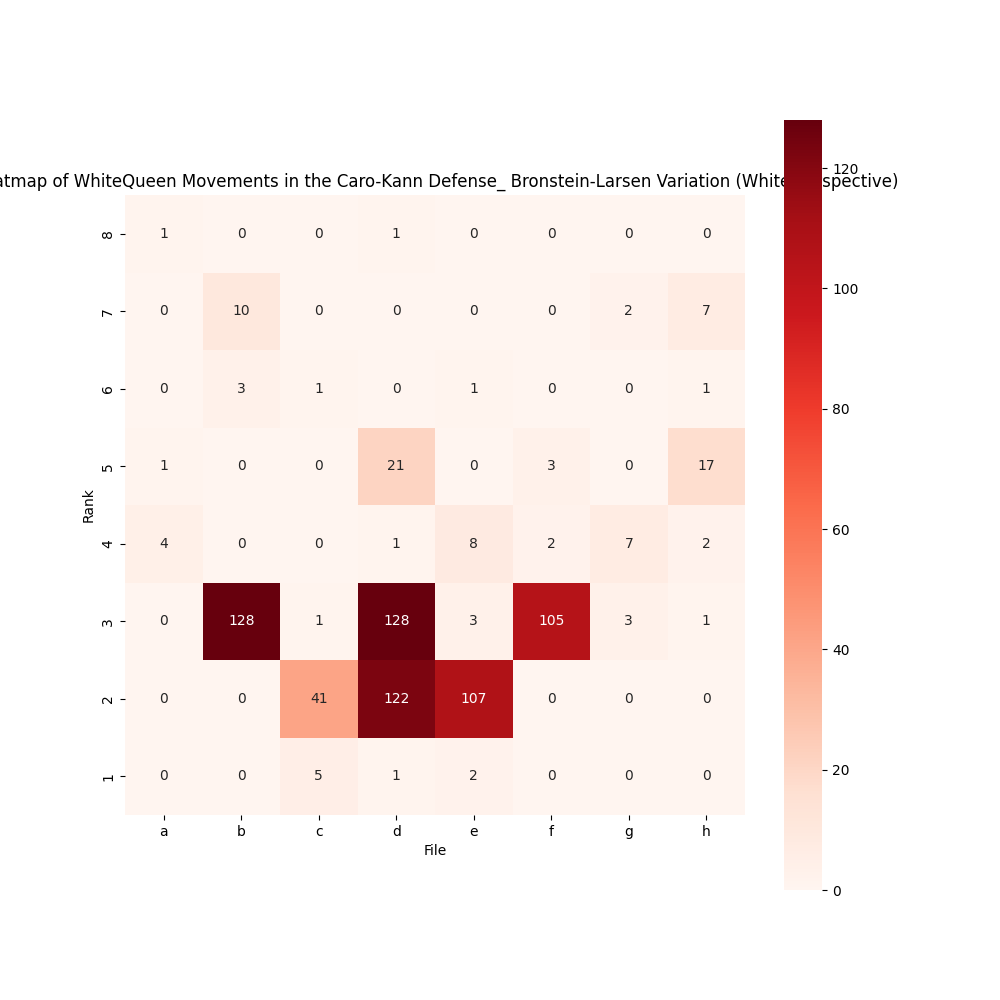 atmap of WhiteQueen Movements in the Caro-Kann Defense_ Bronstein-Larsen Variation (White spective)
8 1 0 0 1 0 0 0 0
7 0 10 0 0 0 0 2 7
6 0 3 1 0 1 0 0 1
5 1 0 0 21 0 3 0 17
4 4 0 0 1 8 2 7 2
3 0 128 1 128 3 105 3 1
2 0 0 41 122 107 0 0 0
1 0 0 5 1 2 0 0 0
Rank
a b c d e f g h
File
120
100
80
60
40
20
0